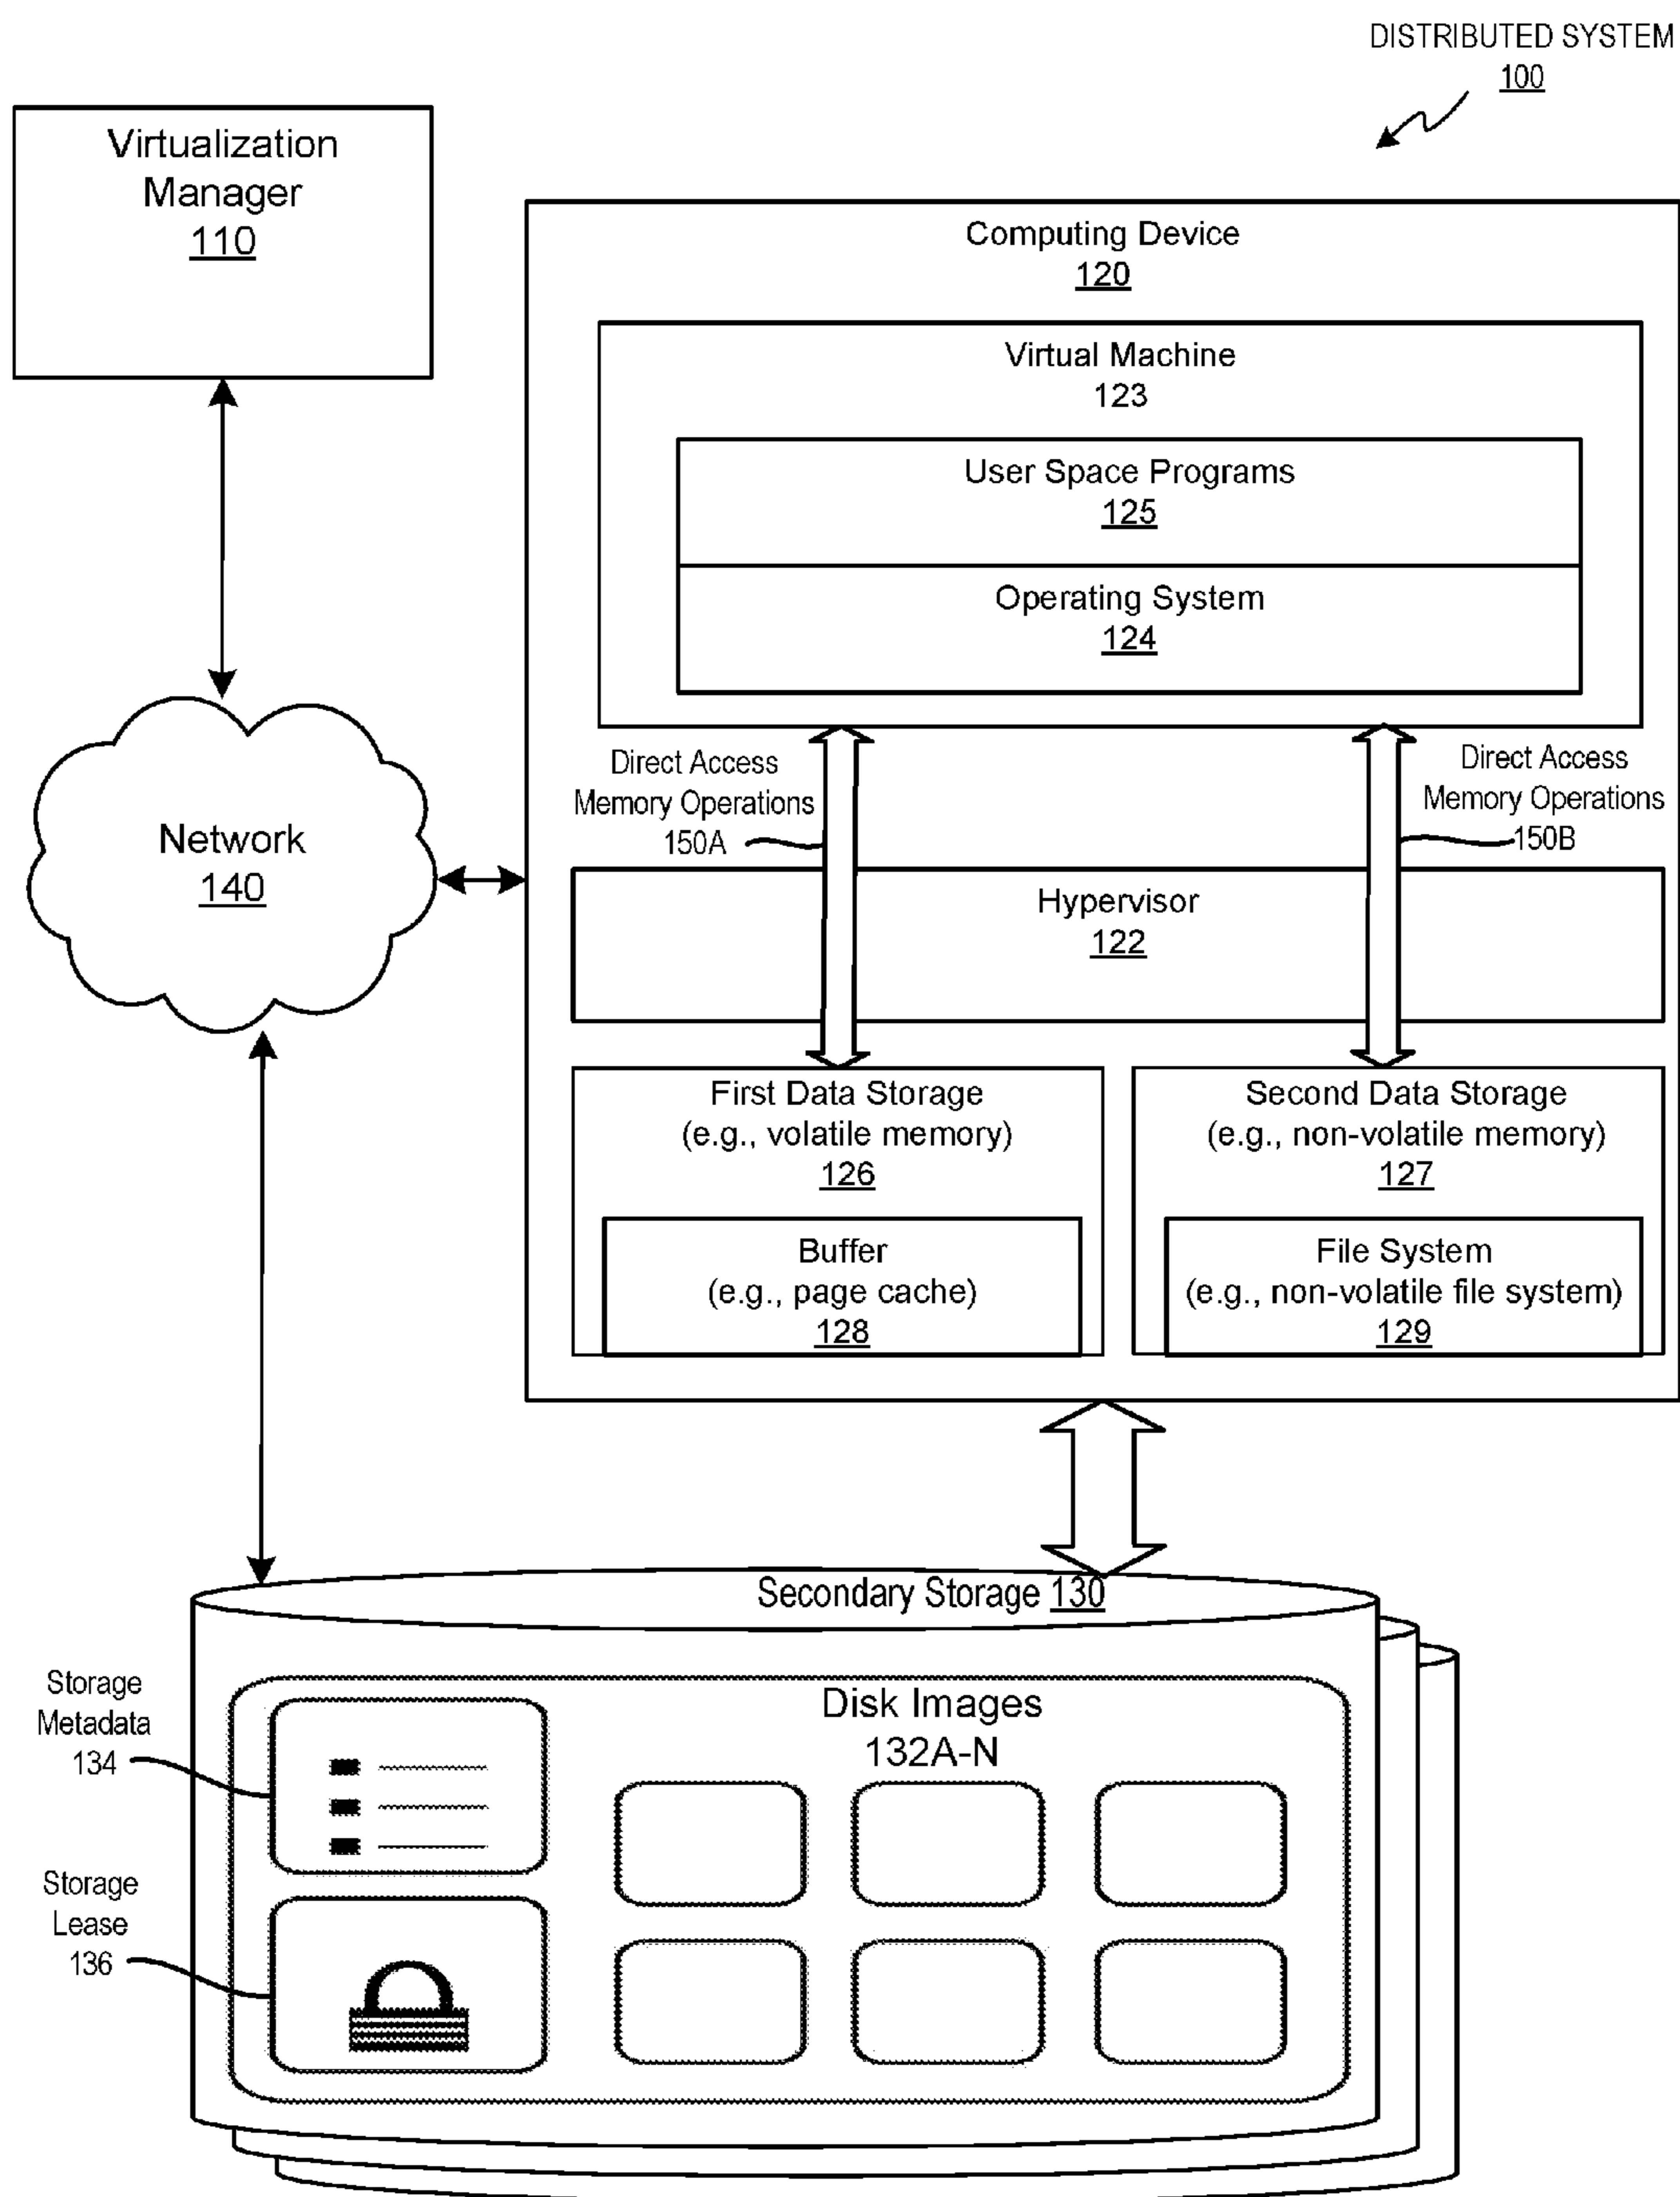 DISTRIBUTED SYSTEM
100
Virtualization
Manager
110
Computing Device
120
Virtual Machine
123
User Space Programs
125
Operating System
124
Direct Access
Memory Operations
150A
Direct Access
Memory Operations
150B
Network
140
Hypervisor
122
First Data Storage
(e.g., volatile memory)
126
Buffer
(e.g., page cache)
128
Second Data Storage
(e.g., non-volatile memory)
127
File System
(e.g., non-volatile file system)
129
Secondary Storage 130
Storage
Metadata
134
Disk Images
132A-N
Storage
Lease
136